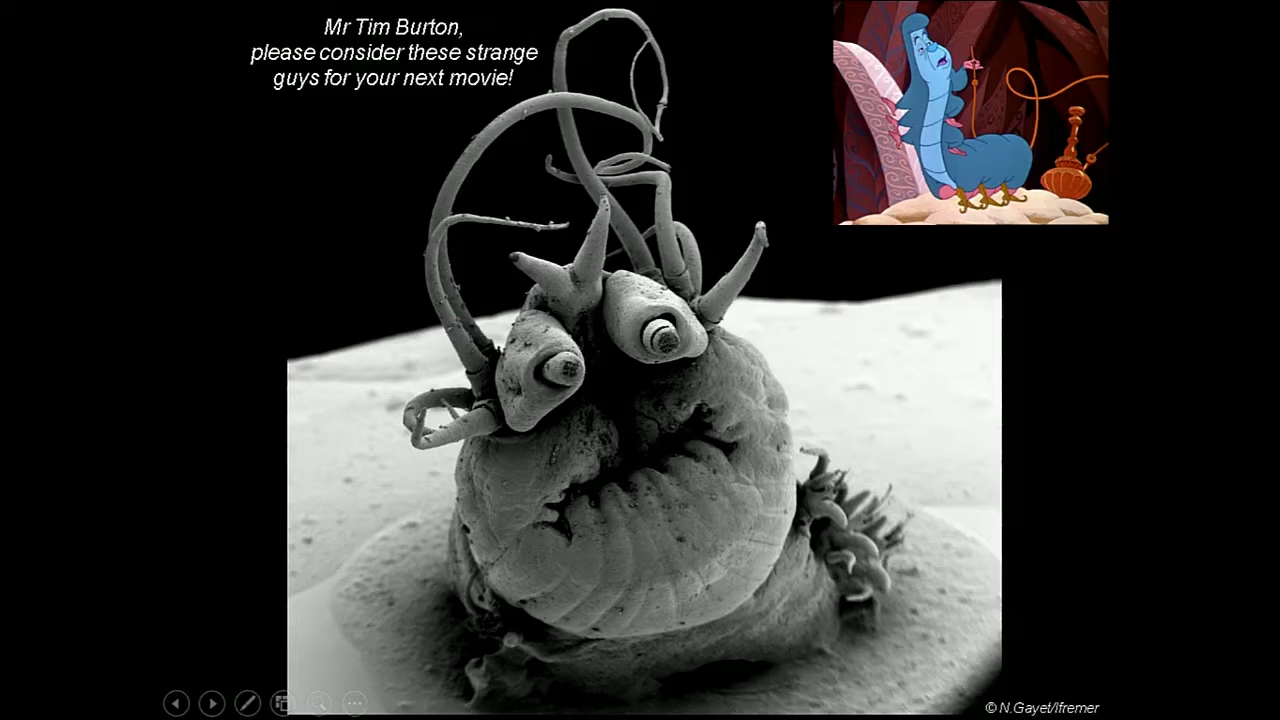 Mr Tim Burton,
please consider these strange
guys for your next movie!
© N.Gayet/Ifremer